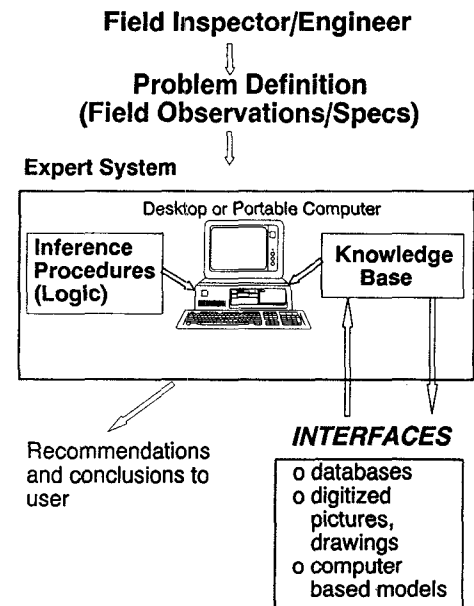 Field Inspector/Engineer
Problem Definition
(Field Observations/Specs)
Expert System
Desktop or Portable Computer
Inference
Procedures
(Logic)
Knowledge
Base
Recommendations
and conclusions to
user
INTERFACES
o databases
o digitized
pictures,
drawings
o computer
based models